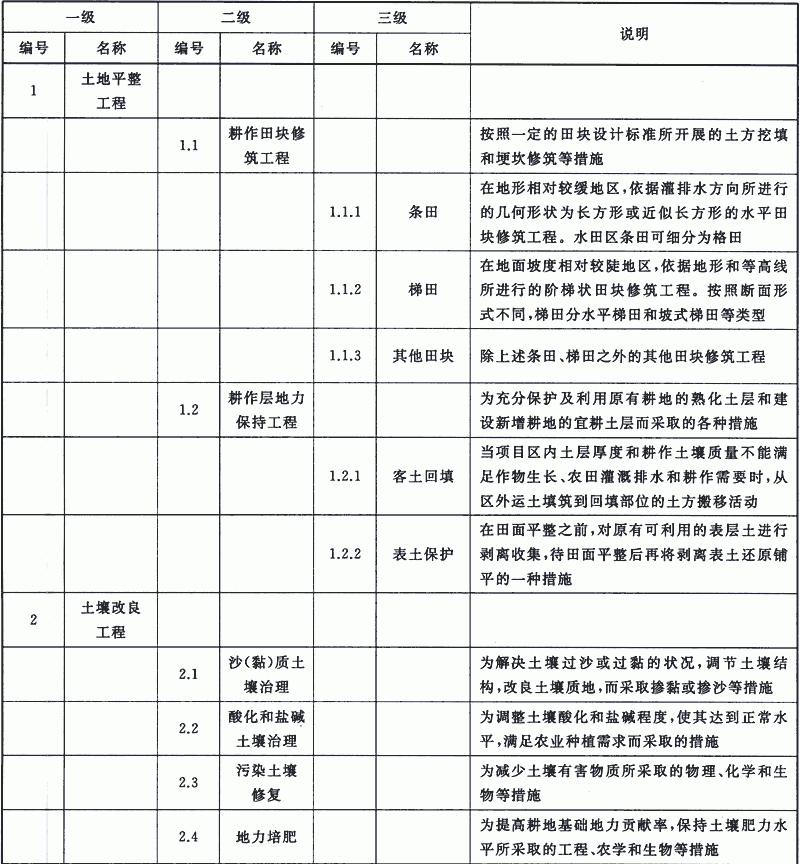 一级 二级 三级 说明
编号 名称 编号 名称 编号 名称
1 土地平整
工程
1.1 耕作田块修
筑工程
按照一定的田块设计标准所开展的土方挖填
和埂坎修筑等措施
1.1.1 条田
在地形相对较缓地区,依据灌排水方向所进行
的几何形状为长方形或近似长方形的水平田
块修筑工程。水田区条田可细分为格田
1.1.2 梯田
在地面坡度相对较陡地区,依据地形和等高线
所进行的阶梯状田块修筑工程。按照断面形
式不同,梯田分水平梯田和坡式梯田等类型
1.1.3 其他田块 除上述条田、梯田之外的其他田块修筑工程
1.2 耕作层地力
保持工程
为充分保护及利用原有耕地的熟化土层和建
设新增耕地的宜耕土层而采取的各种措施
1.2.1 客土回填
当项目区内土层厚度和耕作土壤质量不能满
足作物生长、农田灌溉排水和耕作需要时,从
区外运土填筑到回填部位的土方搬移活动
1.2.2 表土保护
在田面平整之前,对原有可利用的表层土进行
剥离收集,待田面平整后再将剥离表土还原铺
平的一种措施
2 土壤改良
工程
2.1 沙(黏)质土
壤治理
为解决土壤过沙或过黏的状况,调节土壤结
构,改良土壤质地,而采取掺黏或掺沙等措施
2.2 酸化和盐碱
土壤治理
为调整土壤酸化和盐碱程度,使其达到正常水
平,满足农业种植需求而采取的措施
2.3 污染土壤
修复
为减少土壤有害物质所采取的物理、化学和生
物等措施
2.4 地力培肥
为提高耕地基础地力贡献率,保持土壤肥力水
平所采取的工程、农学和生物等措施